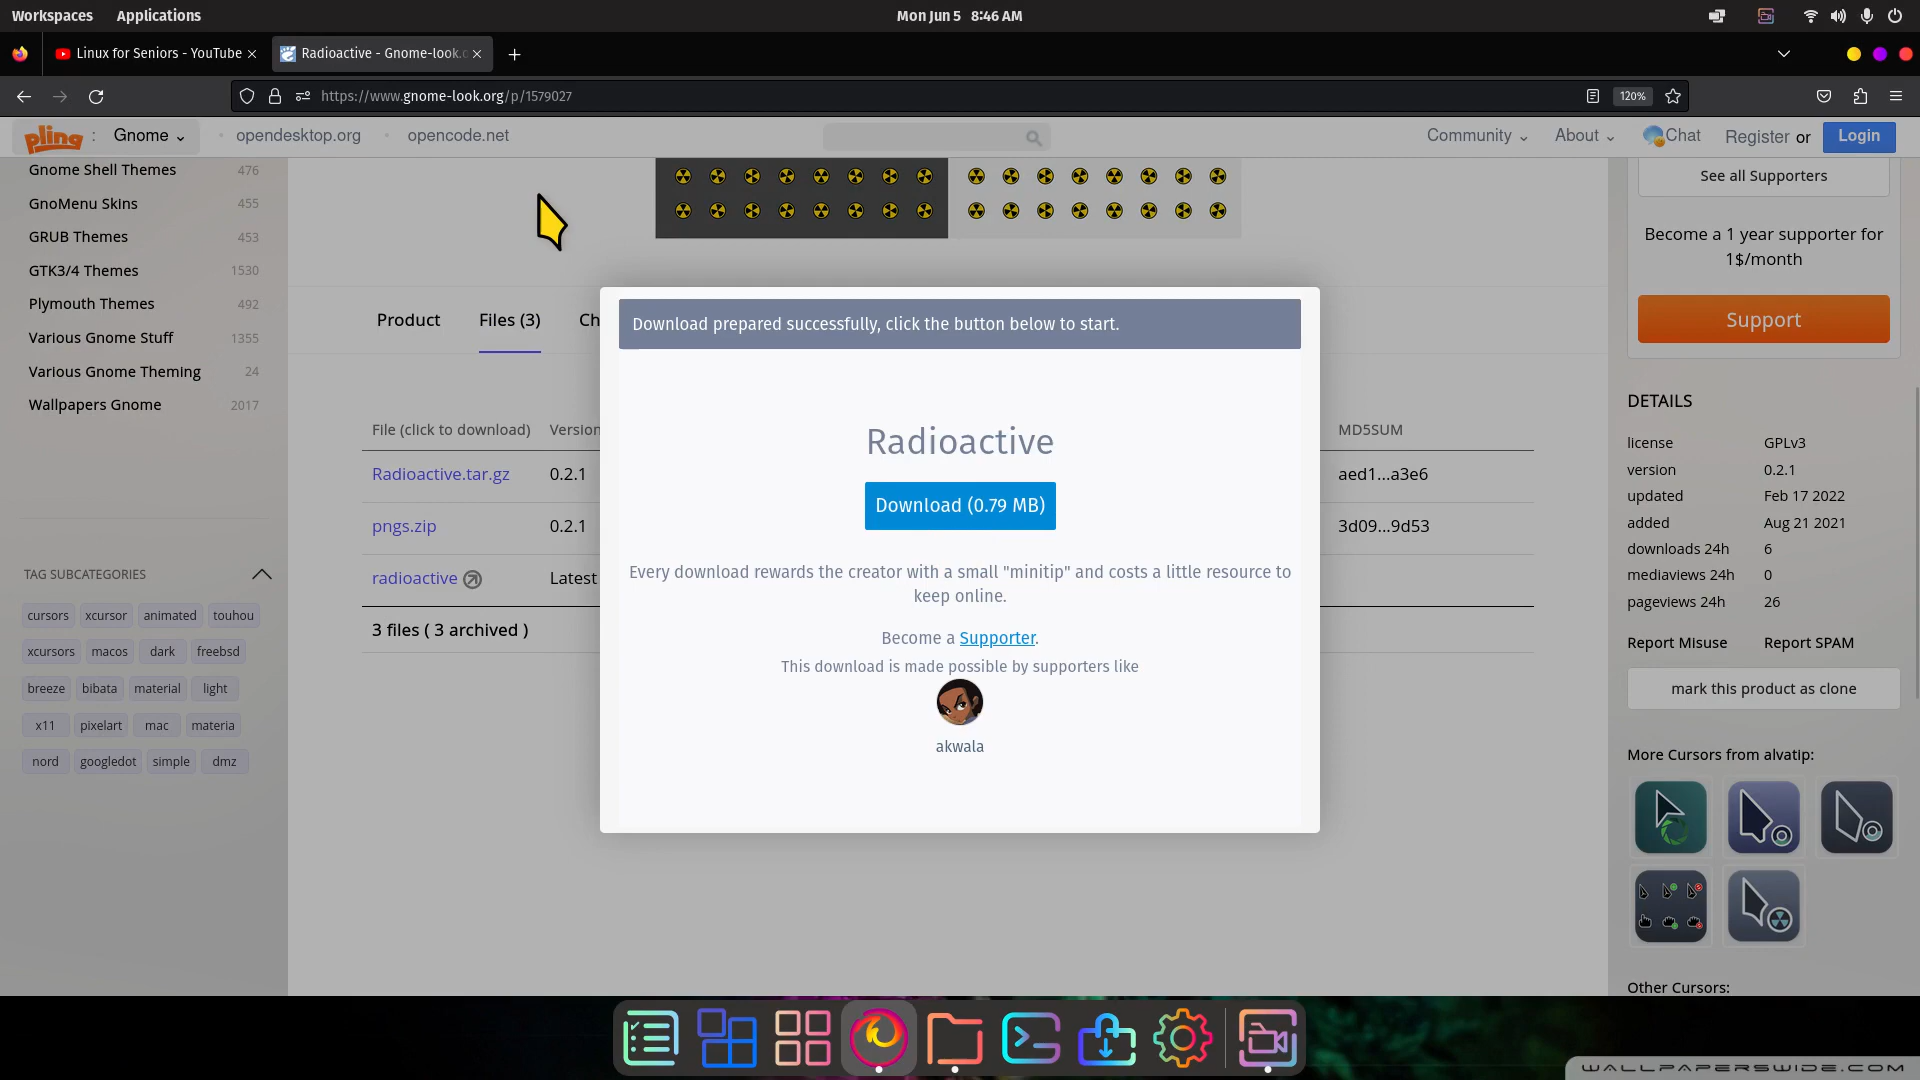 Workspaces Applications Mon Jun 5 8:46 AM
Linux for Seniors - YouTube Radioactive - Gnome-look.o
https://www.gnome-look.org/p/1579027 120%
pling : Gnome opendesktop.org opencode.net Community About Chat Register or Login
Gnome Shell Themes 476
GnoMenu Skins 455
GRUB Themes 453
GTK3/4 Themes 1530
Plymouth Themes 492
Various Gnome Stuff 1355
Various Gnome Theming 24
Wallpapers Gnome 2017
TAG SUBCATEGORIES
cursors xcursor animated touhou
xcursors macos dark freebsd
breeze bibata material light
x11 pixelart mac materia
nord googledot simple dmz
Product Files (3) Ch
File (click to download) Version MD5SUM
Radioactive.tar.gz 0.2.1 aed1...a3e6
pngs.zip 0.2.1 3d09...9d53
radioactive Latest
3 files ( 3 archived )
Download prepared successfully, click the button below to start.
Radioactive
Download (0.79 MB)
Every download rewards the creator with a small "minitip" and costs a little resource to
keep online.
Become a Supporter.
This download is made possible by supporters like
akwala
See all Supporters
Become a 1 year supporter for
1$/month
Support
DETAILS
license GPLv3
version 0.2.1
updated Feb 17 2022
added Aug 21 2021
downloads 24h 6
mediaviews 24h 0
pageviews 24h 26
Report Misuse Report SPAM
mark this product as clone
More Cursors from alvatip:
Other Cursors:
WALLPAPERSWIDE.COM